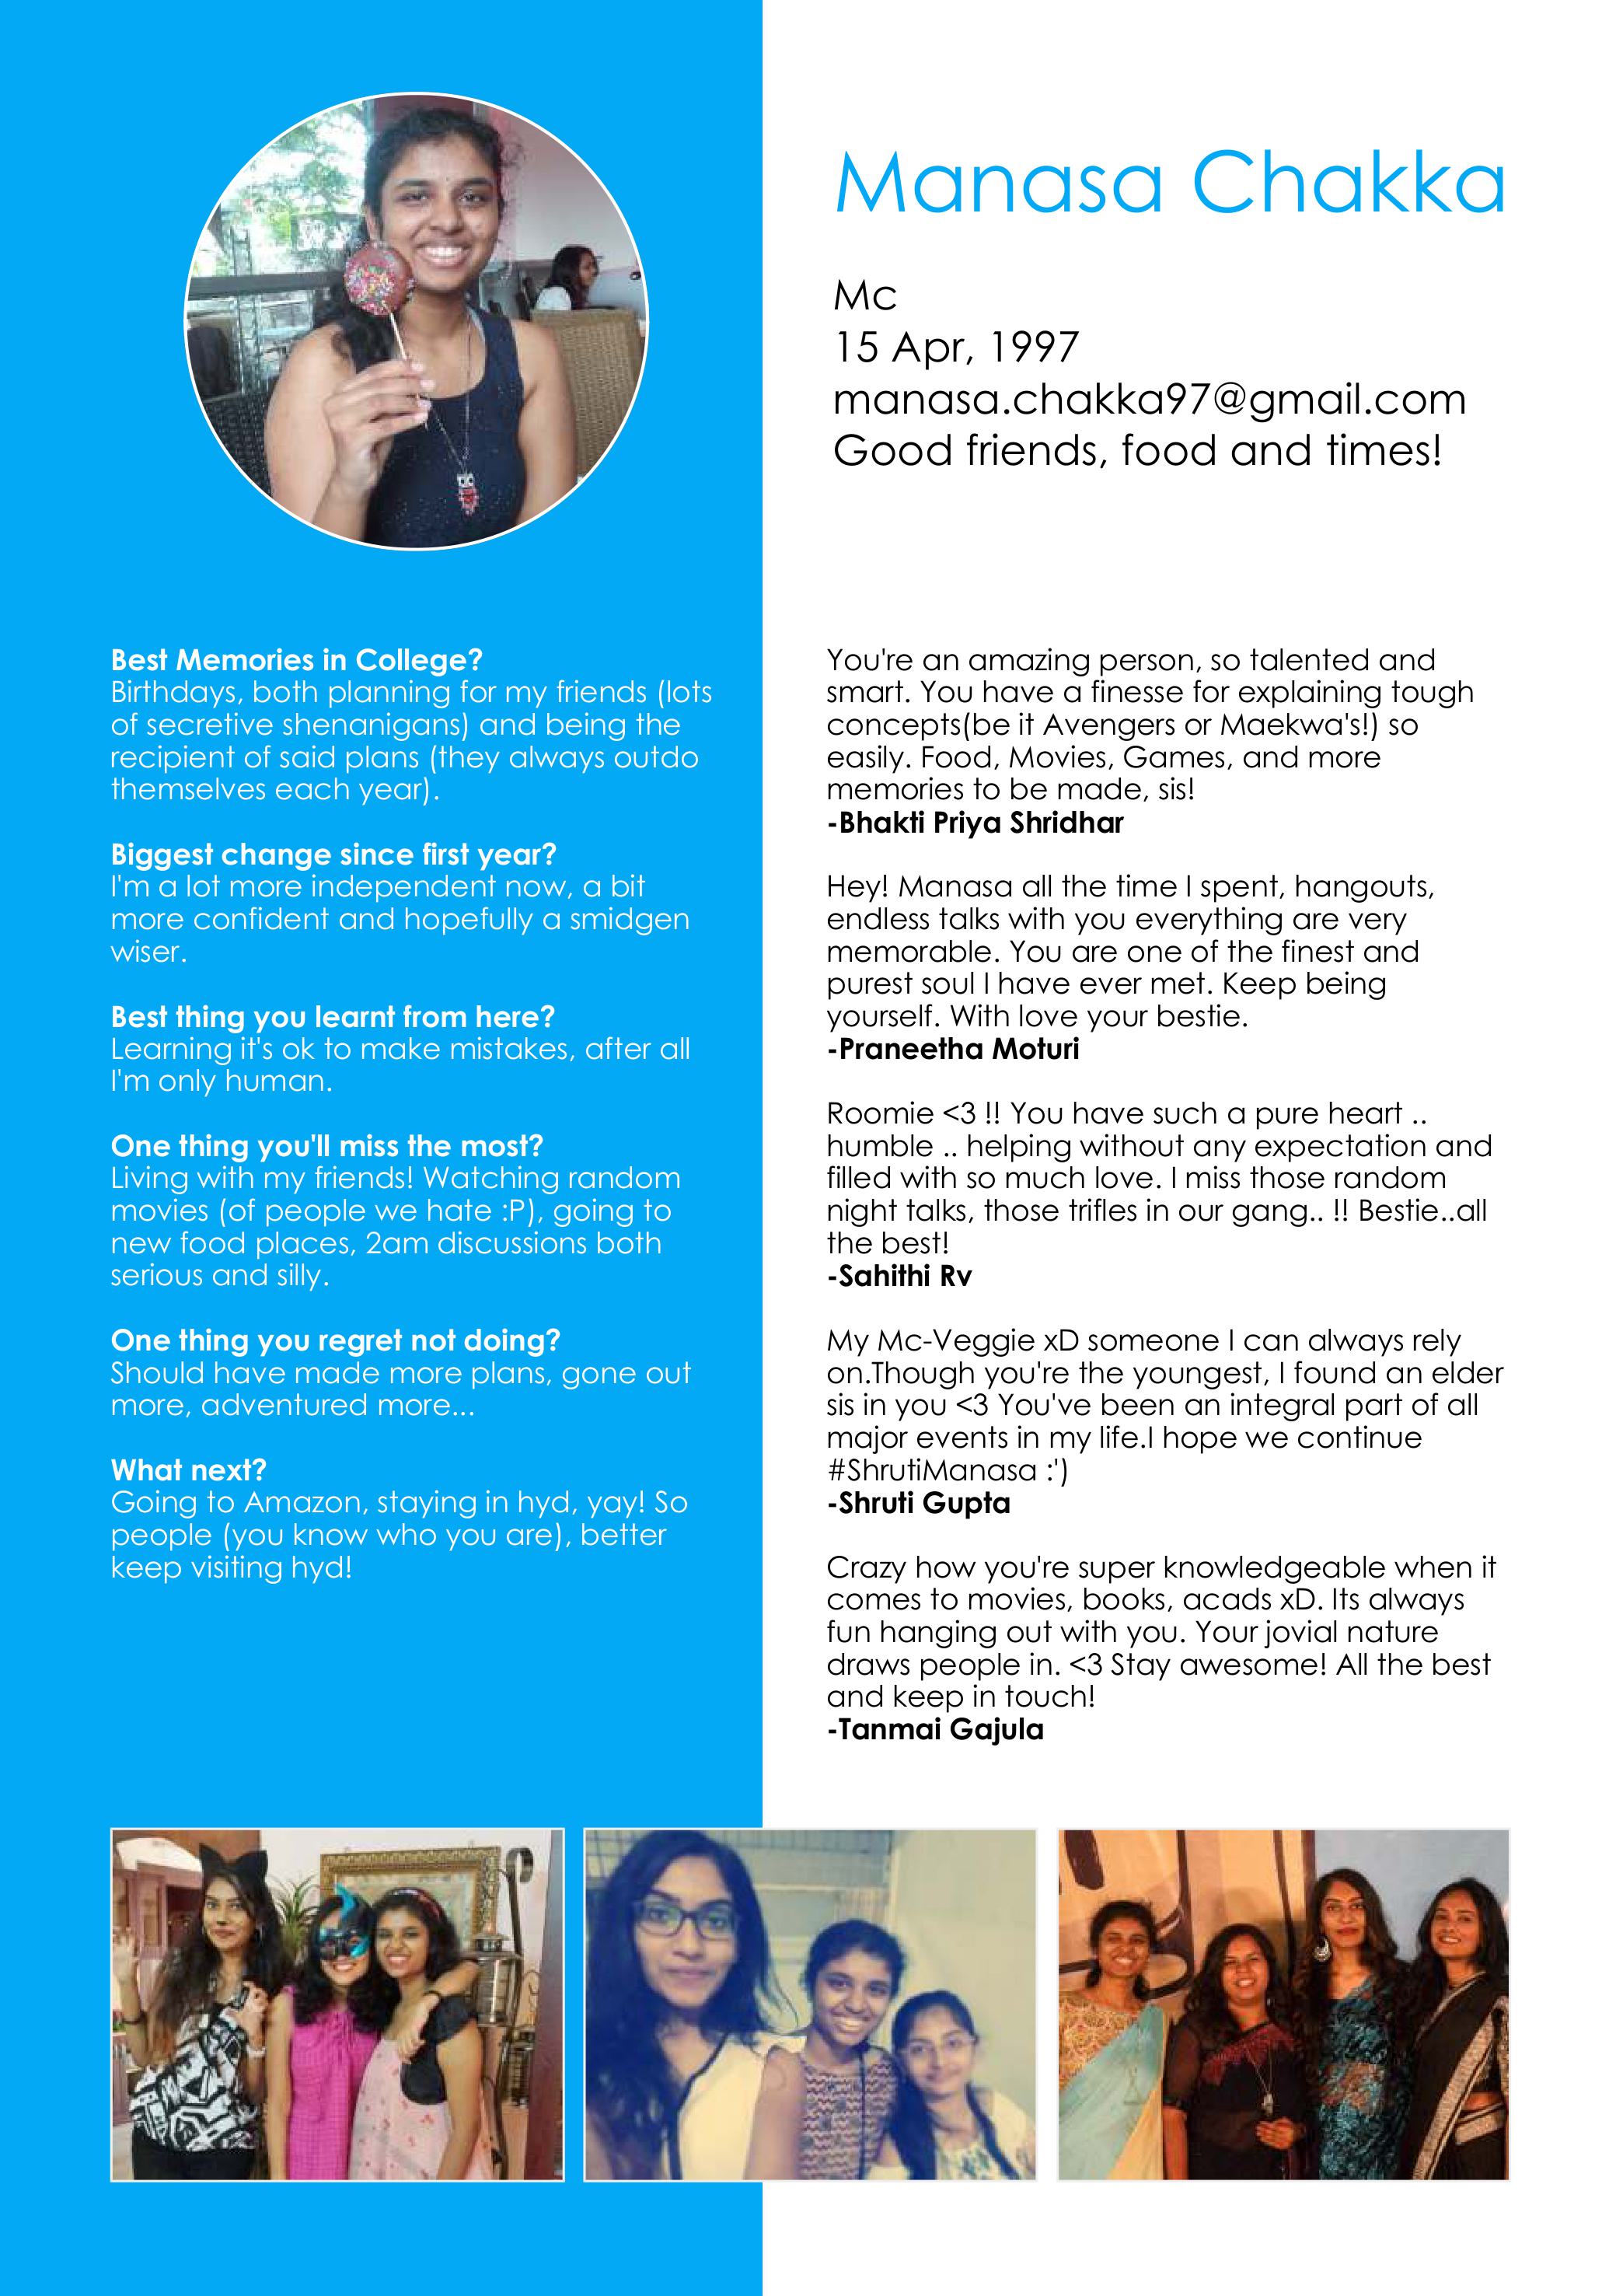 Manasa Chakka
Mc
15 Apr, 1997
manasa.chakka97@gmail.com
Good friends, food and times!
Best Memories in College?
Birthdays, both planning for my friends (lots
of secretive shenanigans) and being the
recipient of said plans (they always outdo
themselves each year).
Biggest change since first year?
I'm a lot more independent now, a bit
more confident and hopefully a smidgen
wiser.
Best thing you learnt from here?
Learning it's ok to make mistakes, after all
I'm only human.
One thing you'll miss the most?
Living with my friends! Watching random
movies (of people we hate :P), going to
new food places, 2am discussions both
serious and silly.
One thing you regret not doing?
Should have made more plans, gone out
more, adventured more...
What next?
Going to Amazon, staying in hyd, yay! So
people (you know who you are), better
keep visiting hyd!
You're an amazing person, so talented and
smart. You have a finesse for explaining tough
concepts(be it Avengers or Maekwa's!) so
easily. Food, Movies, Games, and more
memories to be made, sis!
-Bhakti Priya Shridhar
Hey! Manasa all the time I spent, hangouts,
endless talks with you everything are very
memorable. You are one of the finest and
purest soul I have ever met. Keep being
yourself. With love your bestie.
-Praneetha Moturi
Roomie <3 !! You have such a pure heart ..
humble .. helping without any expectation and
filled with so much love. I miss those random
night talks, those trifles in our gang.. !! Bestie..all
the best!
-Sahithi Rv
My Mc-Veggie xD someone I can always rely
on.Though you're the youngest, I found an elder
sis in you <3 You've been an integral part of all
major events in my life.I hope we continue
#ShrutiManasa :')
-Shruti Gupta
Crazy how you're super knowledgeable when it
comes to movies, books, acads xD. Its always
fun hanging out with you. Your jovial nature
draws people in. <3 Stay awesome! All the best
and keep in touch!
-Tanmai Gajula